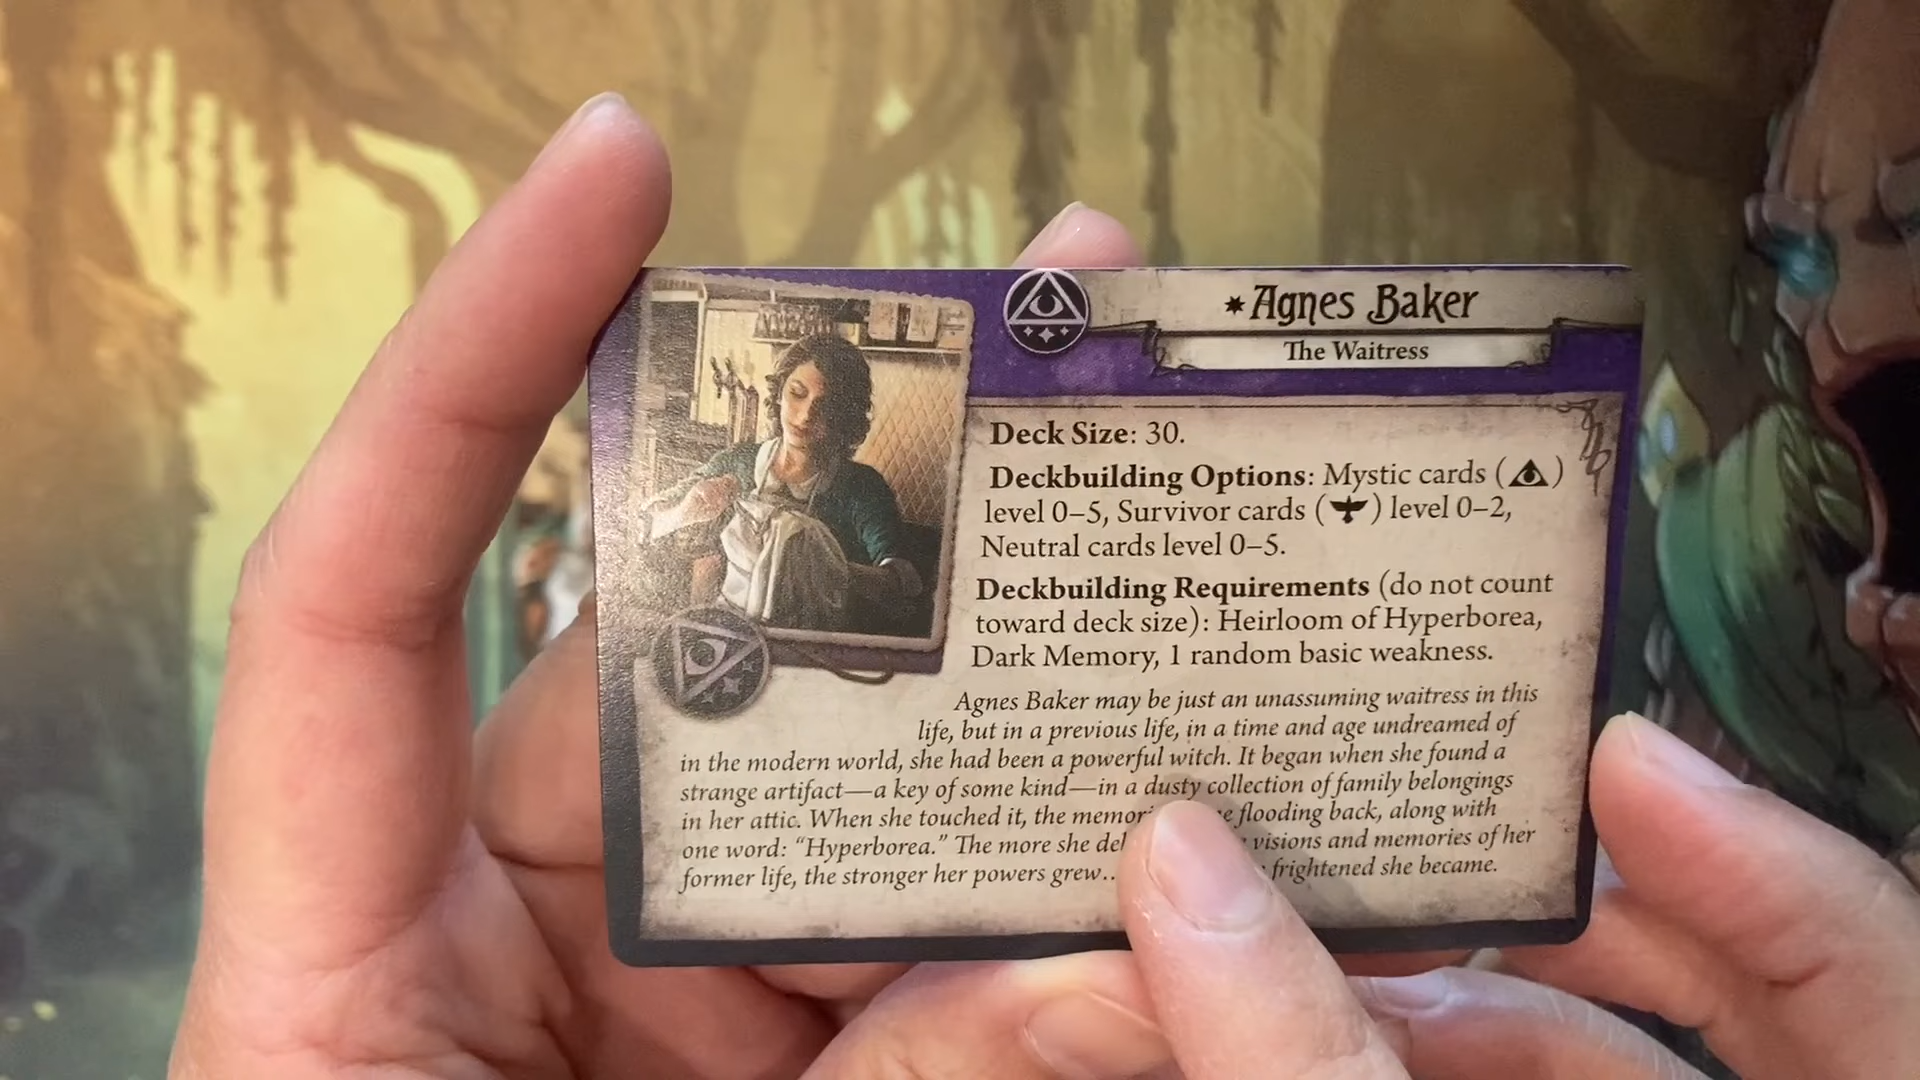 Agnes Baker
The Waitress
Deck Size: 30.
Deckbuilding Options: Mystic cards ( )
level 0–5, Survivor cards ( ) level 0–2,
Neutral cards level 0–5.
Deckbuilding Requirements (do not count
toward deck size): Heirloom of Hyperborea,
Dark Memory, 1 random basic weakness.
Agnes Baker may be just an unassuming waitress in this
life, but in a previous life, in a time and age undreamed of
in the modern world, she had been a powerful witch. It began when she found a
strange artifact—a key of some kind—in a dusty collection of family belongings
in her attic. When she touched it, the flooding back, along with
one word: “Hyperborea.” The more she visions and memories of her
former life, the stronger her powers grew... frightened she became.